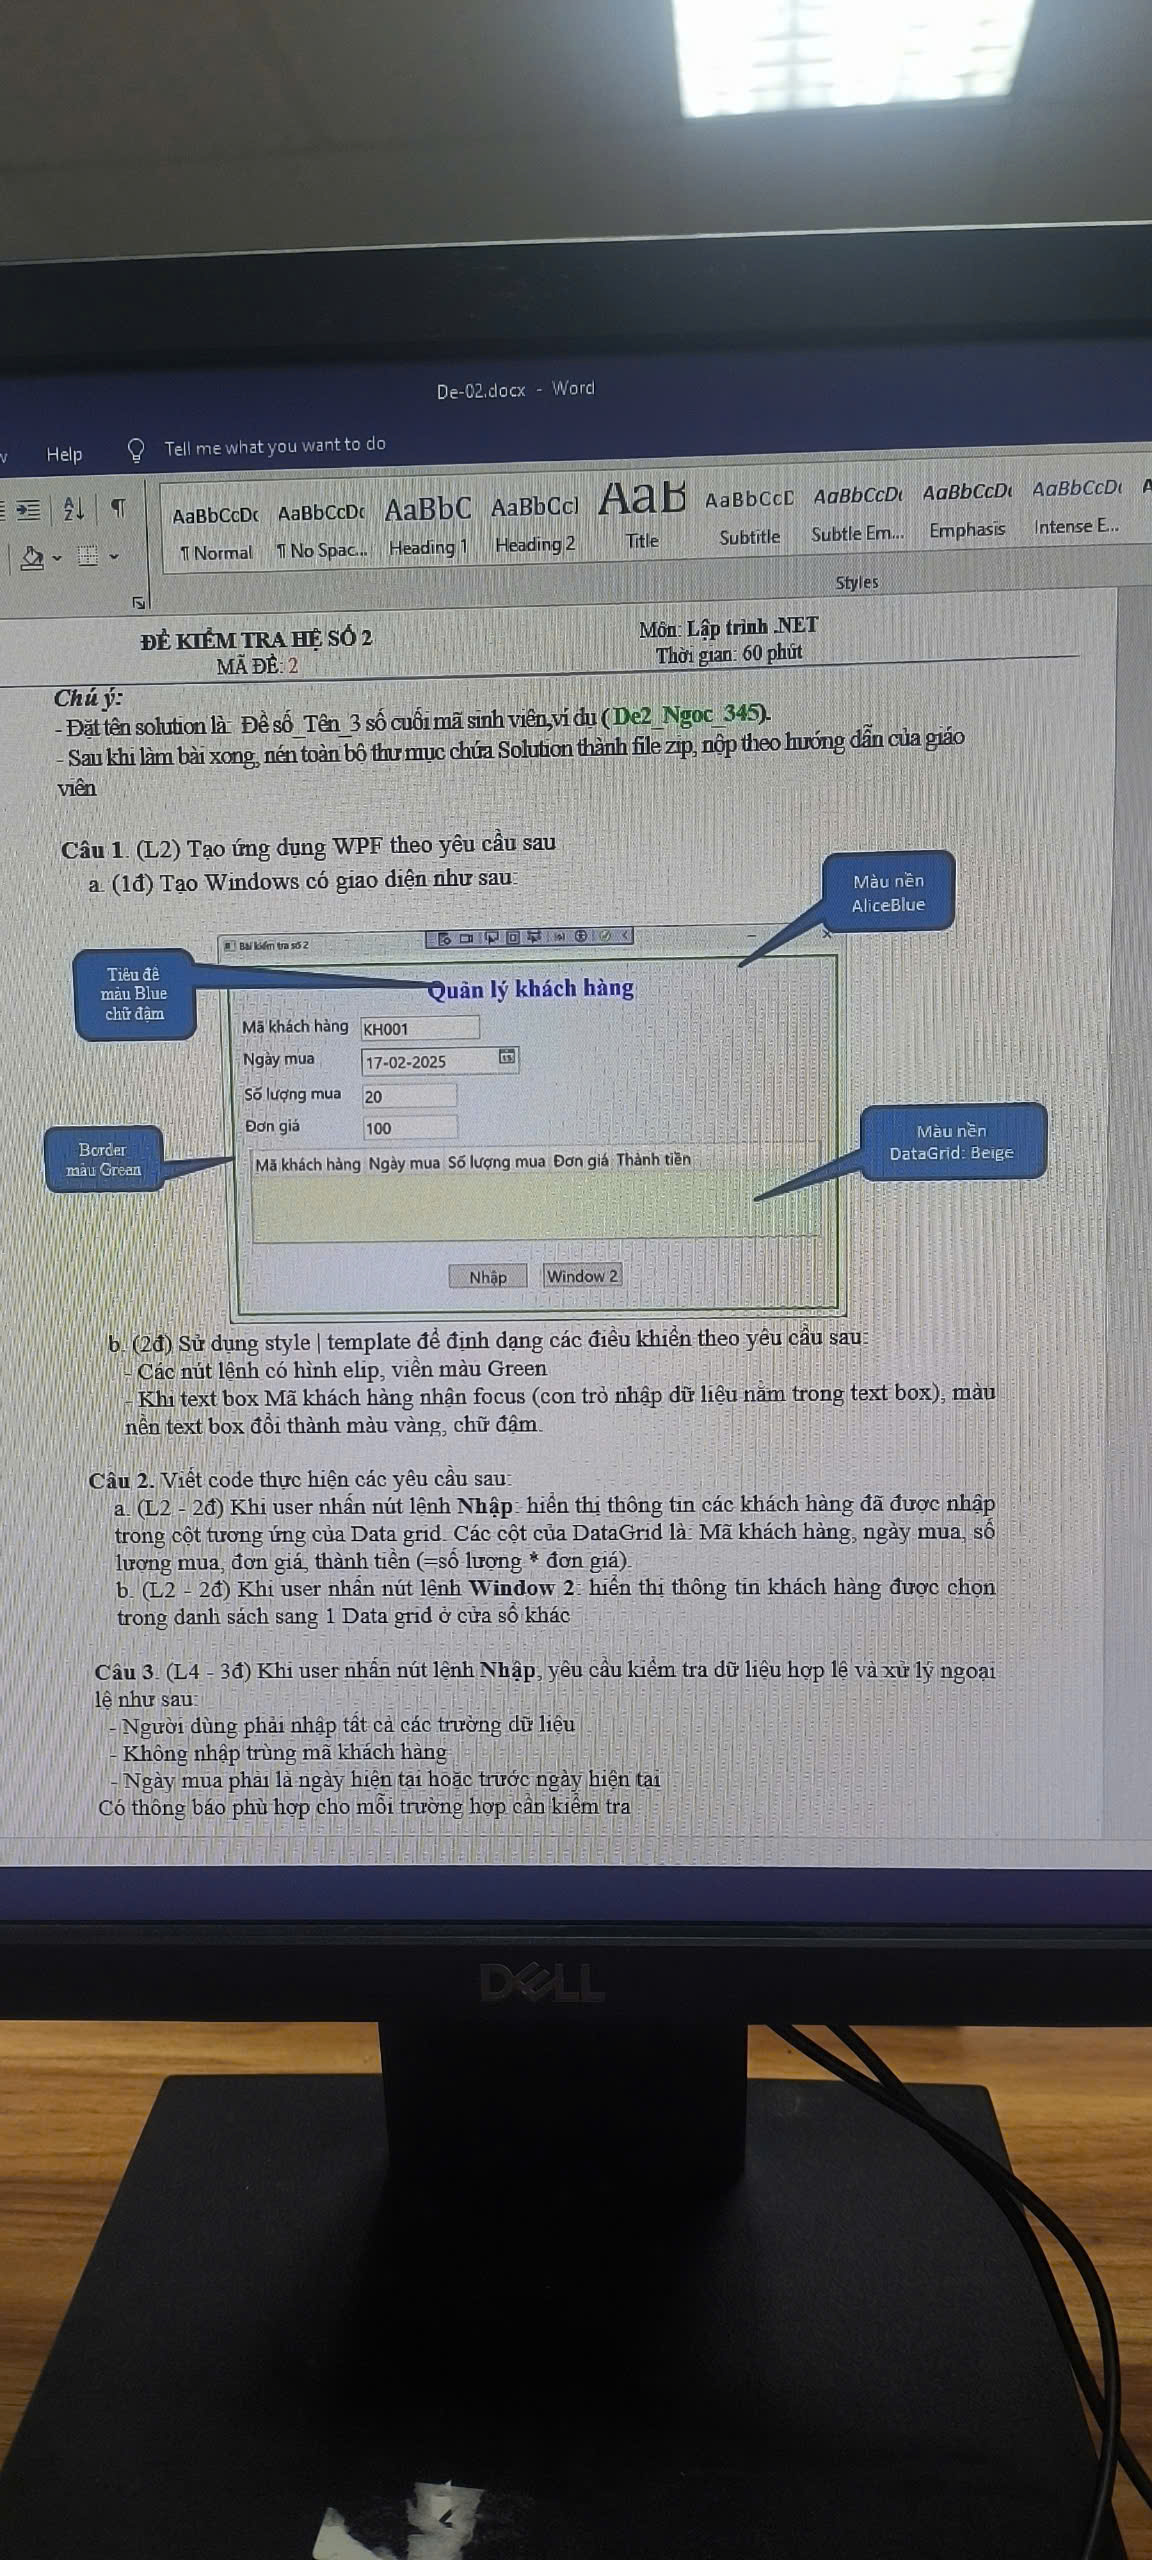 De-02.docx - Word
Help
Tell me what you want to do
AaBbCcDc AaBbCcDc AaBbC AaBbCcl AaB AaBbCcD AaBbCcDc AaBbCcDc AaBbCcDc
¶ Normal ¶ No Spac... Heading 1 Heading 2 Title Subtitle Subtle Em... Emphasis Intense E...
Styles
ĐỀ KIỂM TRA HỆ SỐ 2
MÃ ĐỀ: 2
Môn: Lập trình .NET
Thời gian: 60 phút
Chú ý:
- Đặt tên solution là: Đề số_Tên_3 số cuối mã sinh viên,ví du ( De2_Ngoc_345).
- Sau khi làm bài xong, nén toàn bộ thư mục chứa Solution thành file zip, nộp theo hướng dẫn của giáo
viên
Câu 1. (L2) Tạo ứng dụng WPF theo yêu cầu sau
a. (1đ) Tạo Windows có giao diện như sau:
Màu nền
AliceBlue
Bài kiểm tra số 2
Tiêu đề
màu Blue
chữ đậm
Quản lý khách hàng
Mã khách hàng KH001
Ngày mua 17-02-2025 15
Số lượng mua 20
Đơn giá 100
Border
màu Green
Màu nền
DataGrid: Beige
Mã khách hàng Ngày mua Số lượng mua Đơn giá Thành tiền
Nhập Window 2
b. (2đ) Sử dụng style | template để định dạng các điều khiển theo yêu cầu sau:
- Các nút lệnh có hình elip, viền màu Green
- Khi text box Mã khách hàng nhận focus (con trỏ nhập dữ liệu nằm trong text box), màu
nền text box đổi thành màu vàng, chữ đậm.
Câu 2. Viết code thực hiện các yêu cầu sau:
a. (L2 - 2đ) Khi user nhấn nút lệnh Nhập: hiển thị thông tin các khách hàng đã được nhập
trong cột tương ứng của Data grid. Các cột của DataGrid là: Mã khách hàng, ngày mua, số
lượng mua, đơn giá, thành tiền (=số lượng * đơn giá).
b. (L2 - 2đ) Khi user nhấn nút lệnh Window 2: hiển thị thông tin khách hàng được chọn
trong danh sách sang 1 Data grid ở cửa sổ khác
Câu 3. (L4 - 3đ) Khi user nhấn nút lệnh Nhập, yêu cầu kiểm tra dữ liệu hợp lệ và xử lý ngoại
lệ như sau:
- Người dùng phải nhập tất cả các trường dữ liệu
- Không nhập trùng mã khách hàng
- Ngày mua phải là ngày hiện tại hoặc trước ngày hiện tại
Có thông báo phù hợp cho mỗi trường hợp cần kiểm tra
DELL